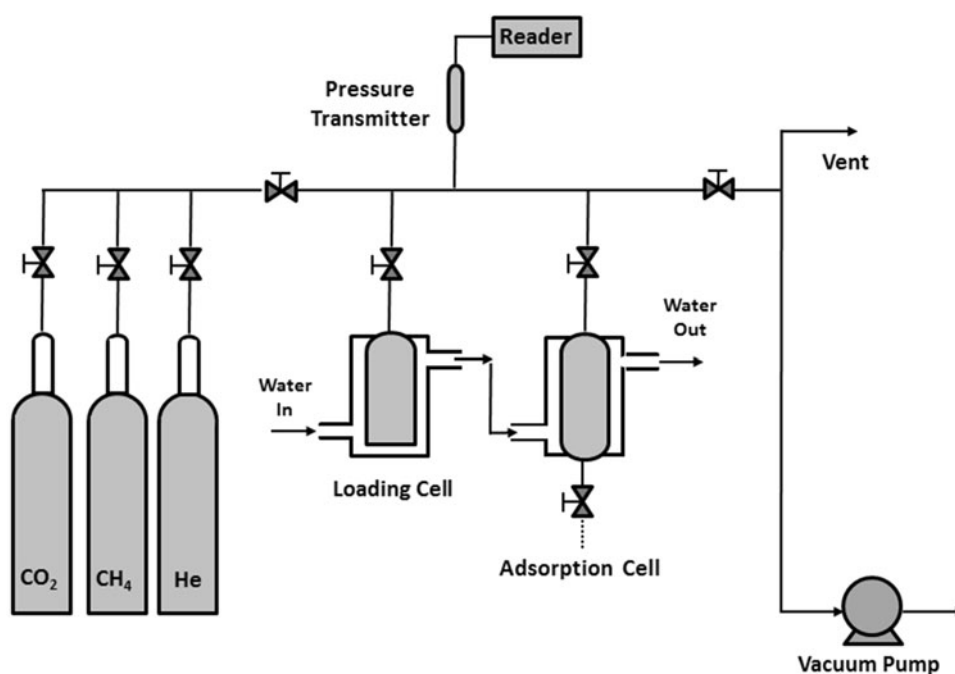 Reader
Pressure
Transmitter
Vent
Water
Out
Water
In
Loading Cell
Adsorption Cell
CO₂
CH₄
He
Vacuum Pump